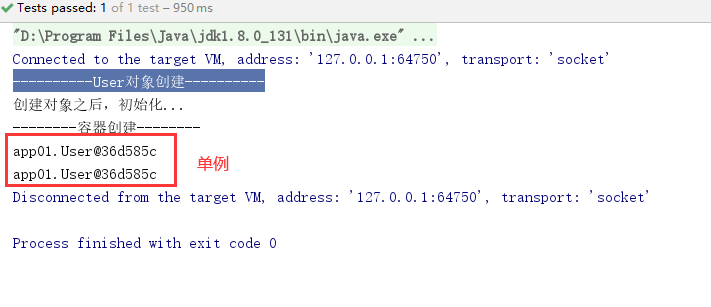 Tests passed: 1 of 1 test – 950 ms
"D:\Program Files\Java\jdk1.8.0_131\bin\java.exe" ...
Connected to the target VM, address: '127.0.0.1:64750', transport: 'socket'
----------User对象创建----------
创建对象之后，初始化...
--------容器创建--------
app01.User@36d585c
单例
app01.User@36d585c
Disconnected from the target VM, address: '127.0.0.1:64750', transport: 'socket'
Process finished with exit code 0